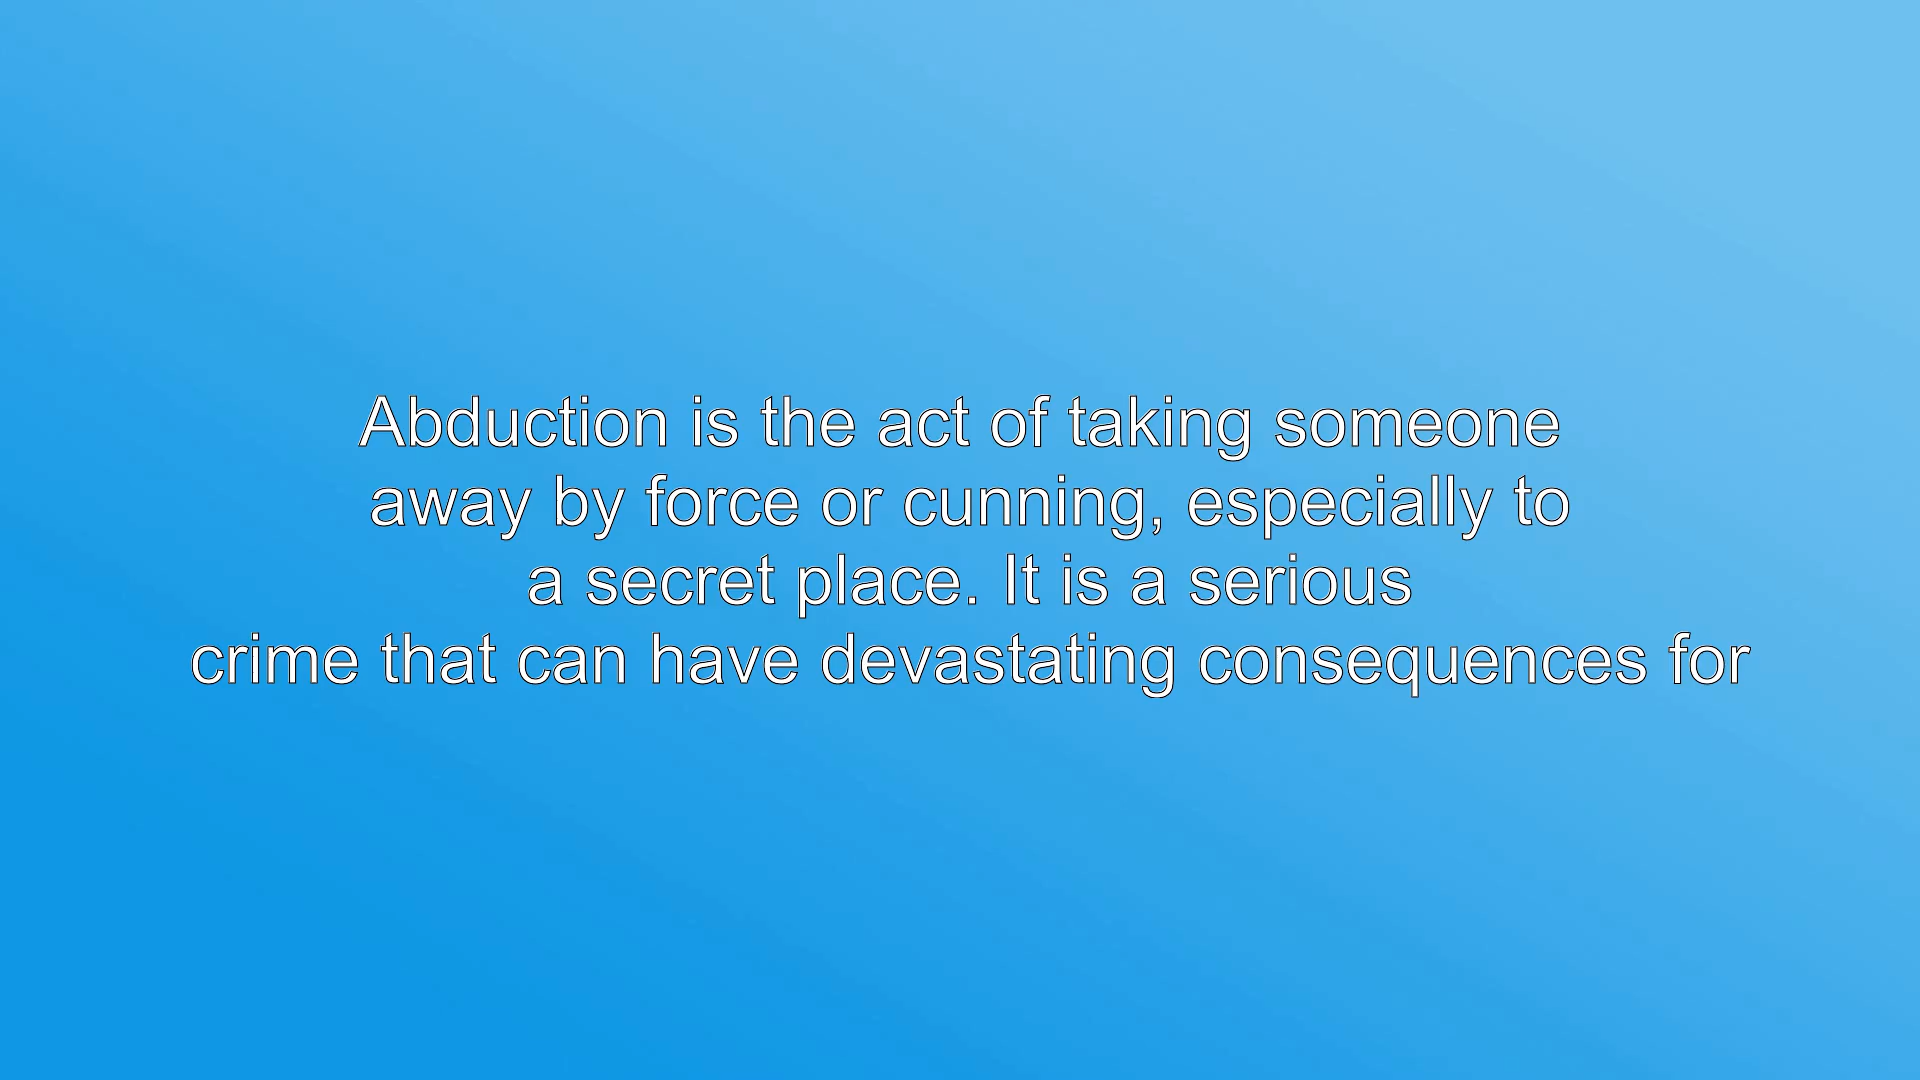 Abduction is the act of taking someone
away by force or cunning, especially to
a secret place. It is a serious
crime that can have devastating consequences for